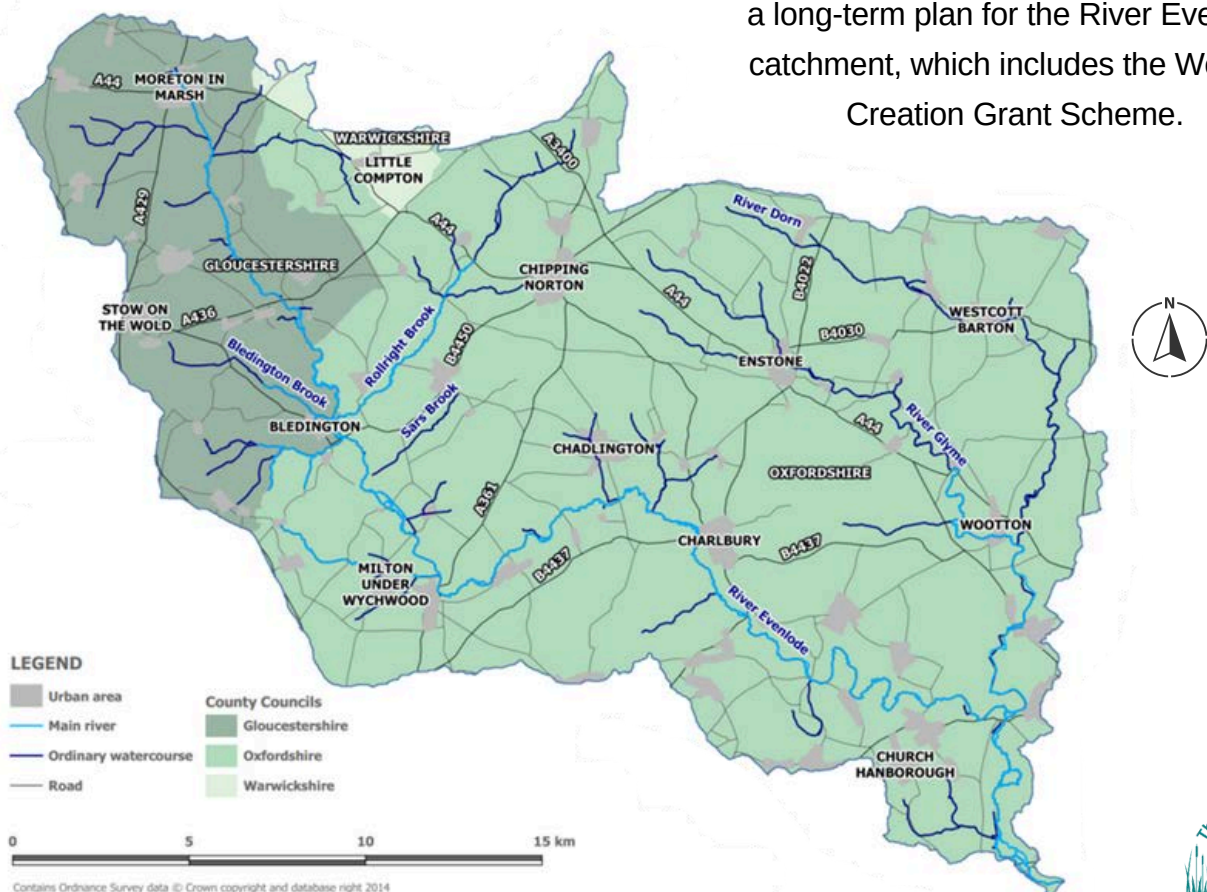 a long-term plan for the River
catchment, which includes the
Creation Grant Scheme.
A44
MORETON IN
MARSH
WARWICKSHIRE
LITTLE
COMPTON
A3400
A429
A44
River Dorn
GLOUCESTERSHIRE
CHIPPING
NORTON
B4022
A44
STOW ON
THE WOLD
A436
WESTCOTT
BARTON
N
Rollright Brook
B4450
B4030
Bledington Brook
ENSTONE
Sars Brook
River Glyme
BLEDINGTON
A44
CHADLINGTON
OXFORDSHIRE
A361
WOOTTON
CHARLBURY
B4437
B4437
MILTON
UNDER
WYCHWOOD
River Evenlode
CHURCH
HANBOROUGH
LEGEND
Urban area
Main river
Ordinary watercourse
Road
County Councils
Gloucestershire
Oxfordshire
Warwickshire
0 5 10 15 km
Contains Ordnance Survey data © Crown copyright and database right 2014